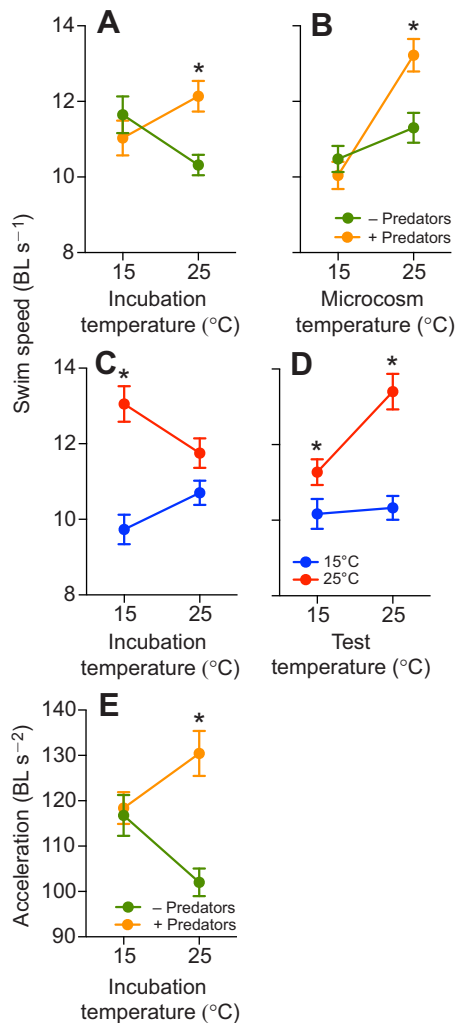 A
B
Swim speed (BL s−1)
14
12
10
8
*
*
– Predators
+ Predators
15 25
15 25
Incubation
temperature (°C)
Microcosm
temperature (°C)
C
D
14
12
10
8
*
*
*
15°C
25°C
15 25
15 25
Incubation
temperature (°C)
Test
temperature (°C)
E
Acceleration (BL s−2)
140
130
120
110
100
90
*
– Predators
+ Predators
15 25
Incubation
temperature (°C)